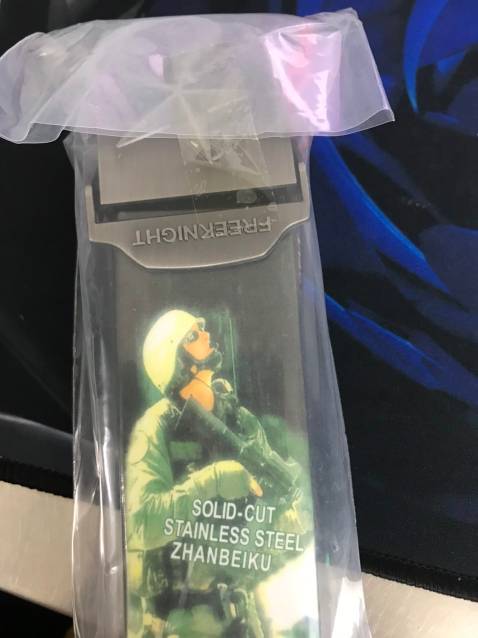 FREEKNIGHT
SOLID-CUT
STAINLESS STEEL
ZHANBEIKU